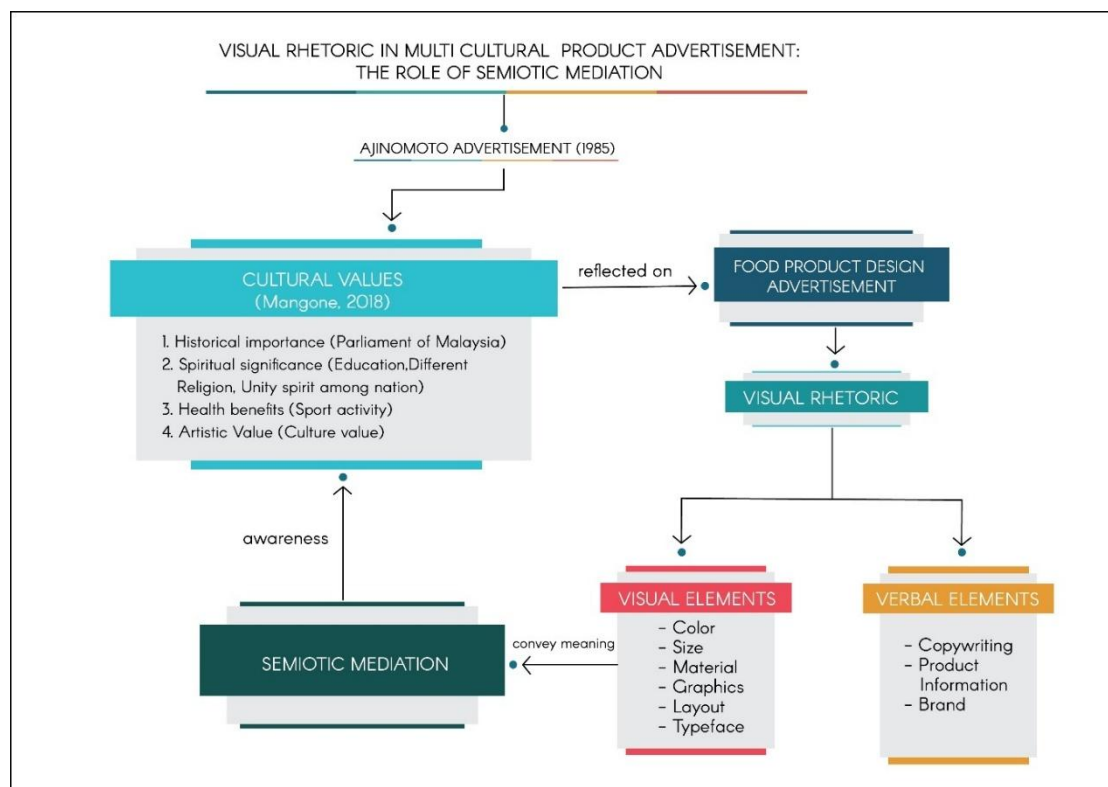 VISUAL RHETORIC IN MULTI CULTURAL PRODUCT ADVERTISEMENT:
THE ROLE OF SEMIOTIC MEDIATION
AJINOMOTO ADVERTISEMENT (1985)
CULTURAL VALUES
(Mangone, 2018)
1. Historical importance (Parliament of Malaysia)
2. Spiritual significance (Education,Different
Religion, Unity spirit among nation)
3. Health benefits (Sport activity)
4. Artistic Value (Culture value)
reflected on
FOOD PRODUCT DESIGN
ADVERTISEMENT
VISUAL RHETORIC
VISUAL ELEMENTS
- Color
- Size
- Material
- Graphics
- Layout
- Typeface
VERBAL ELEMENTS
- Copywriting
- Product
Information
- Brand
convey meaning
SEMIOTIC MEDIATION
awareness